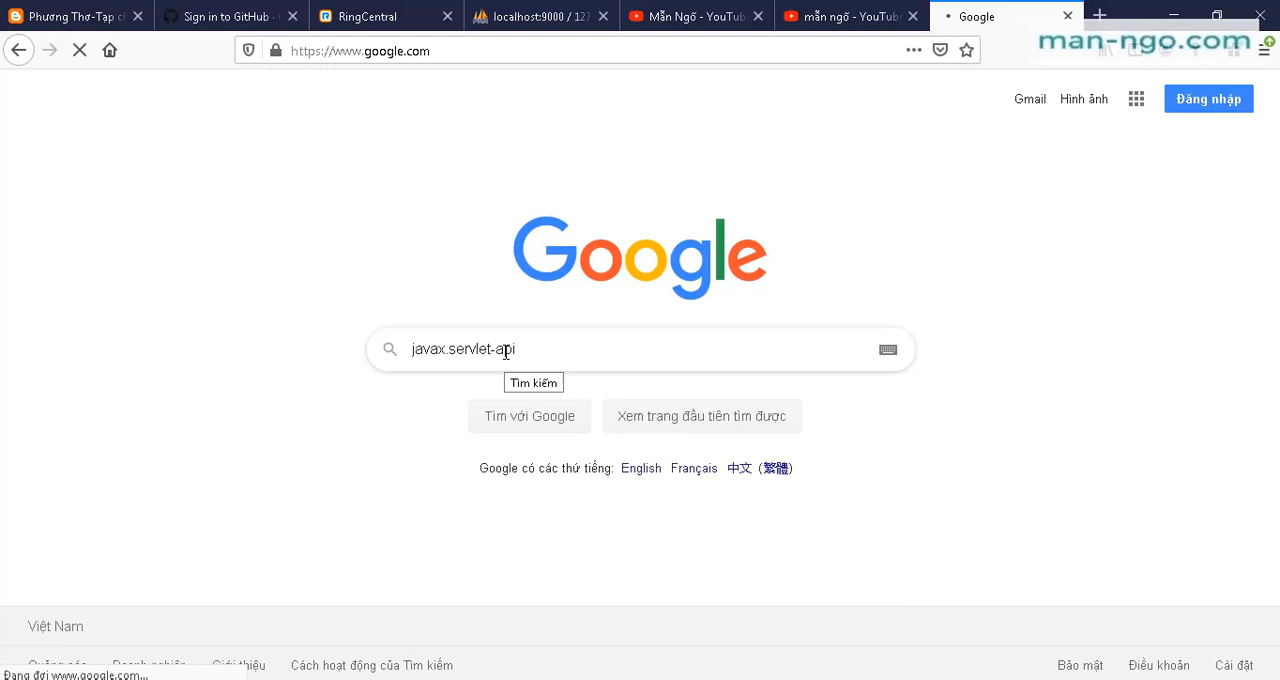 Phương Thơ-Tạp ch
Sign in to GitHub ·
RingCentral
localhost:9000 / 127
Mẫn Ngố - YouTub
mẫn ngố - YouTube
Google
https://www.google.com
man-ngo.com
Gmail
Hình ảnh
Đăng nhập
Google
javax.servlet-api
Tìm kiếm
Tìm với Google
Xem trang đầu tiên tìm được
Google có các thứ tiếng: English Français 中文 (繁體)
Việt Nam
Quảng cáo
Doanh nghiệp
Giới thiệu
Cách hoạt động của Tìm kiếm
Bảo mật
Điều khoản
Cài đặt
Đang đợi www.google.com...